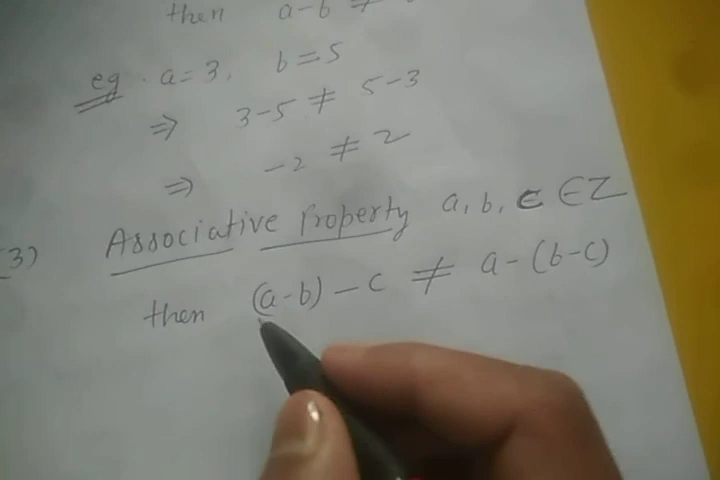 then a-b ≠
eg. a=3, b=5
⇒ 3-5 ≠ 5-3
⇒ -2 ≠ 2
(3) Associative Property a, b, c ∈ Z
then (a-b)-c ≠ a-(b-c)